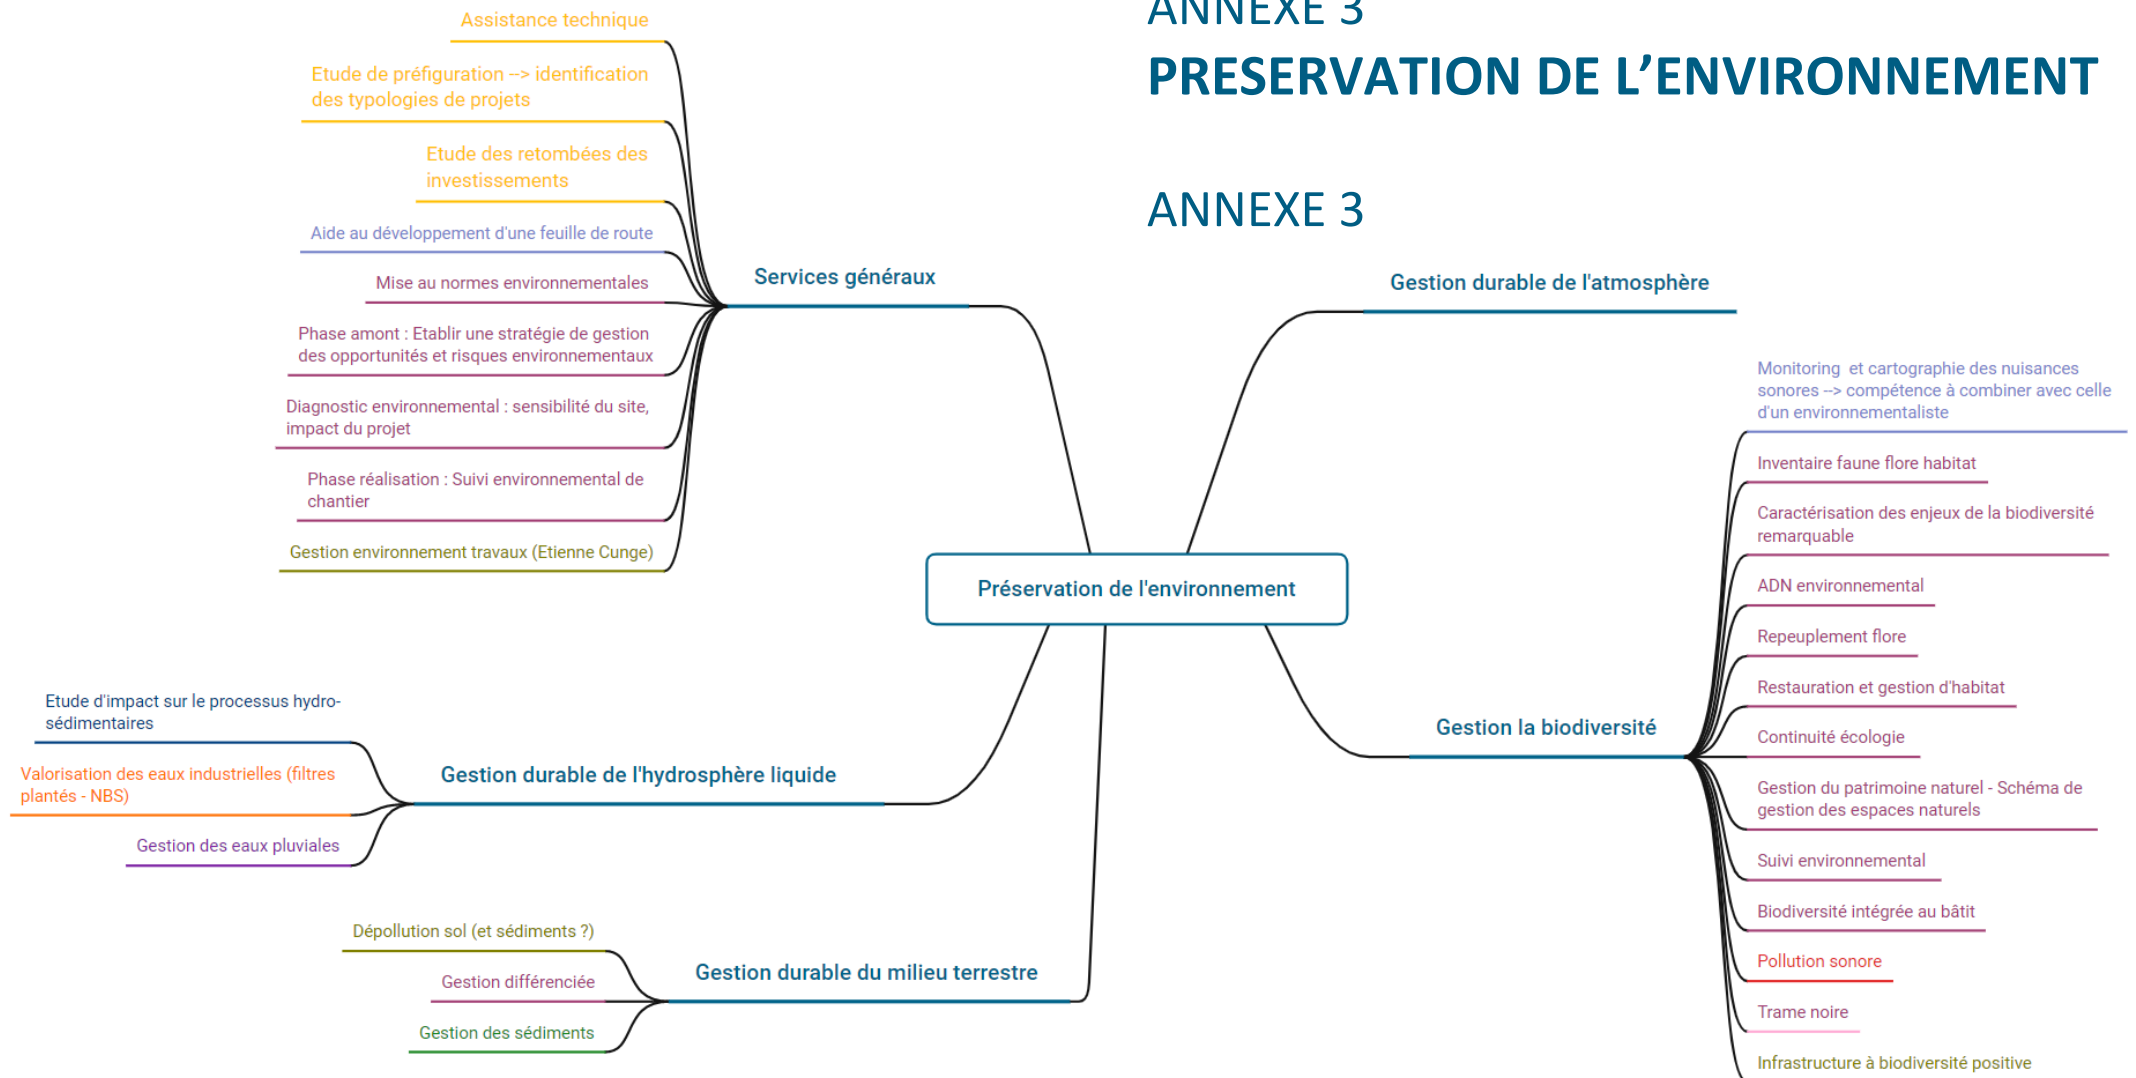 ANNEXE 3
PRESERVATION DE L’ENVIRONNEMENT
ANNEXE 3
Assistance technique
Etude de préfiguration --> identification
des typologies de projets
Etude des retombées des
investissements
Aide au développement d'une feuille de route
Mise au normes environnementales
Phase amont : Etablir une stratégie de gestion
des opportunités et risques environnementaux
Diagnostic environnemental : sensibilité du site,
impact du projet
Phase réalisation : Suivi environnemental de
chantier
Gestion environnement travaux (Etienne Cunge)
Services généraux
Gestion durable de l'atmosphère
Préservation de l'environnement
Etude d'impact sur le processus hydro-
sédimentaires
Valorisation des eaux industrielles (filtres
plantés - NBS)
Gestion des eaux pluviales
Gestion durable de l'hydrosphère liquide
Dépollution sol (et sédiments ?)
Gestion différenciée
Gestion des sédiments
Gestion durable du milieu terrestre
Gestion la biodiversité
Monitoring  et cartographie des nuisances
sonores --> compétence à combiner avec celle
d'un environnementaliste
Inventaire faune flore habitat
Caractérisation des enjeux de la biodiversité
remarquable
ADN environnemental
Repeuplement flore
Restauration et gestion d'habitat
Continuité écologie
Gestion du patrimoine naturel - Schéma de
gestion des espaces naturels
Suivi environnemental
Biodiversité intégrée au bâtit
Pollution sonore
Trame noire
Infrastructure à biodiversité positive